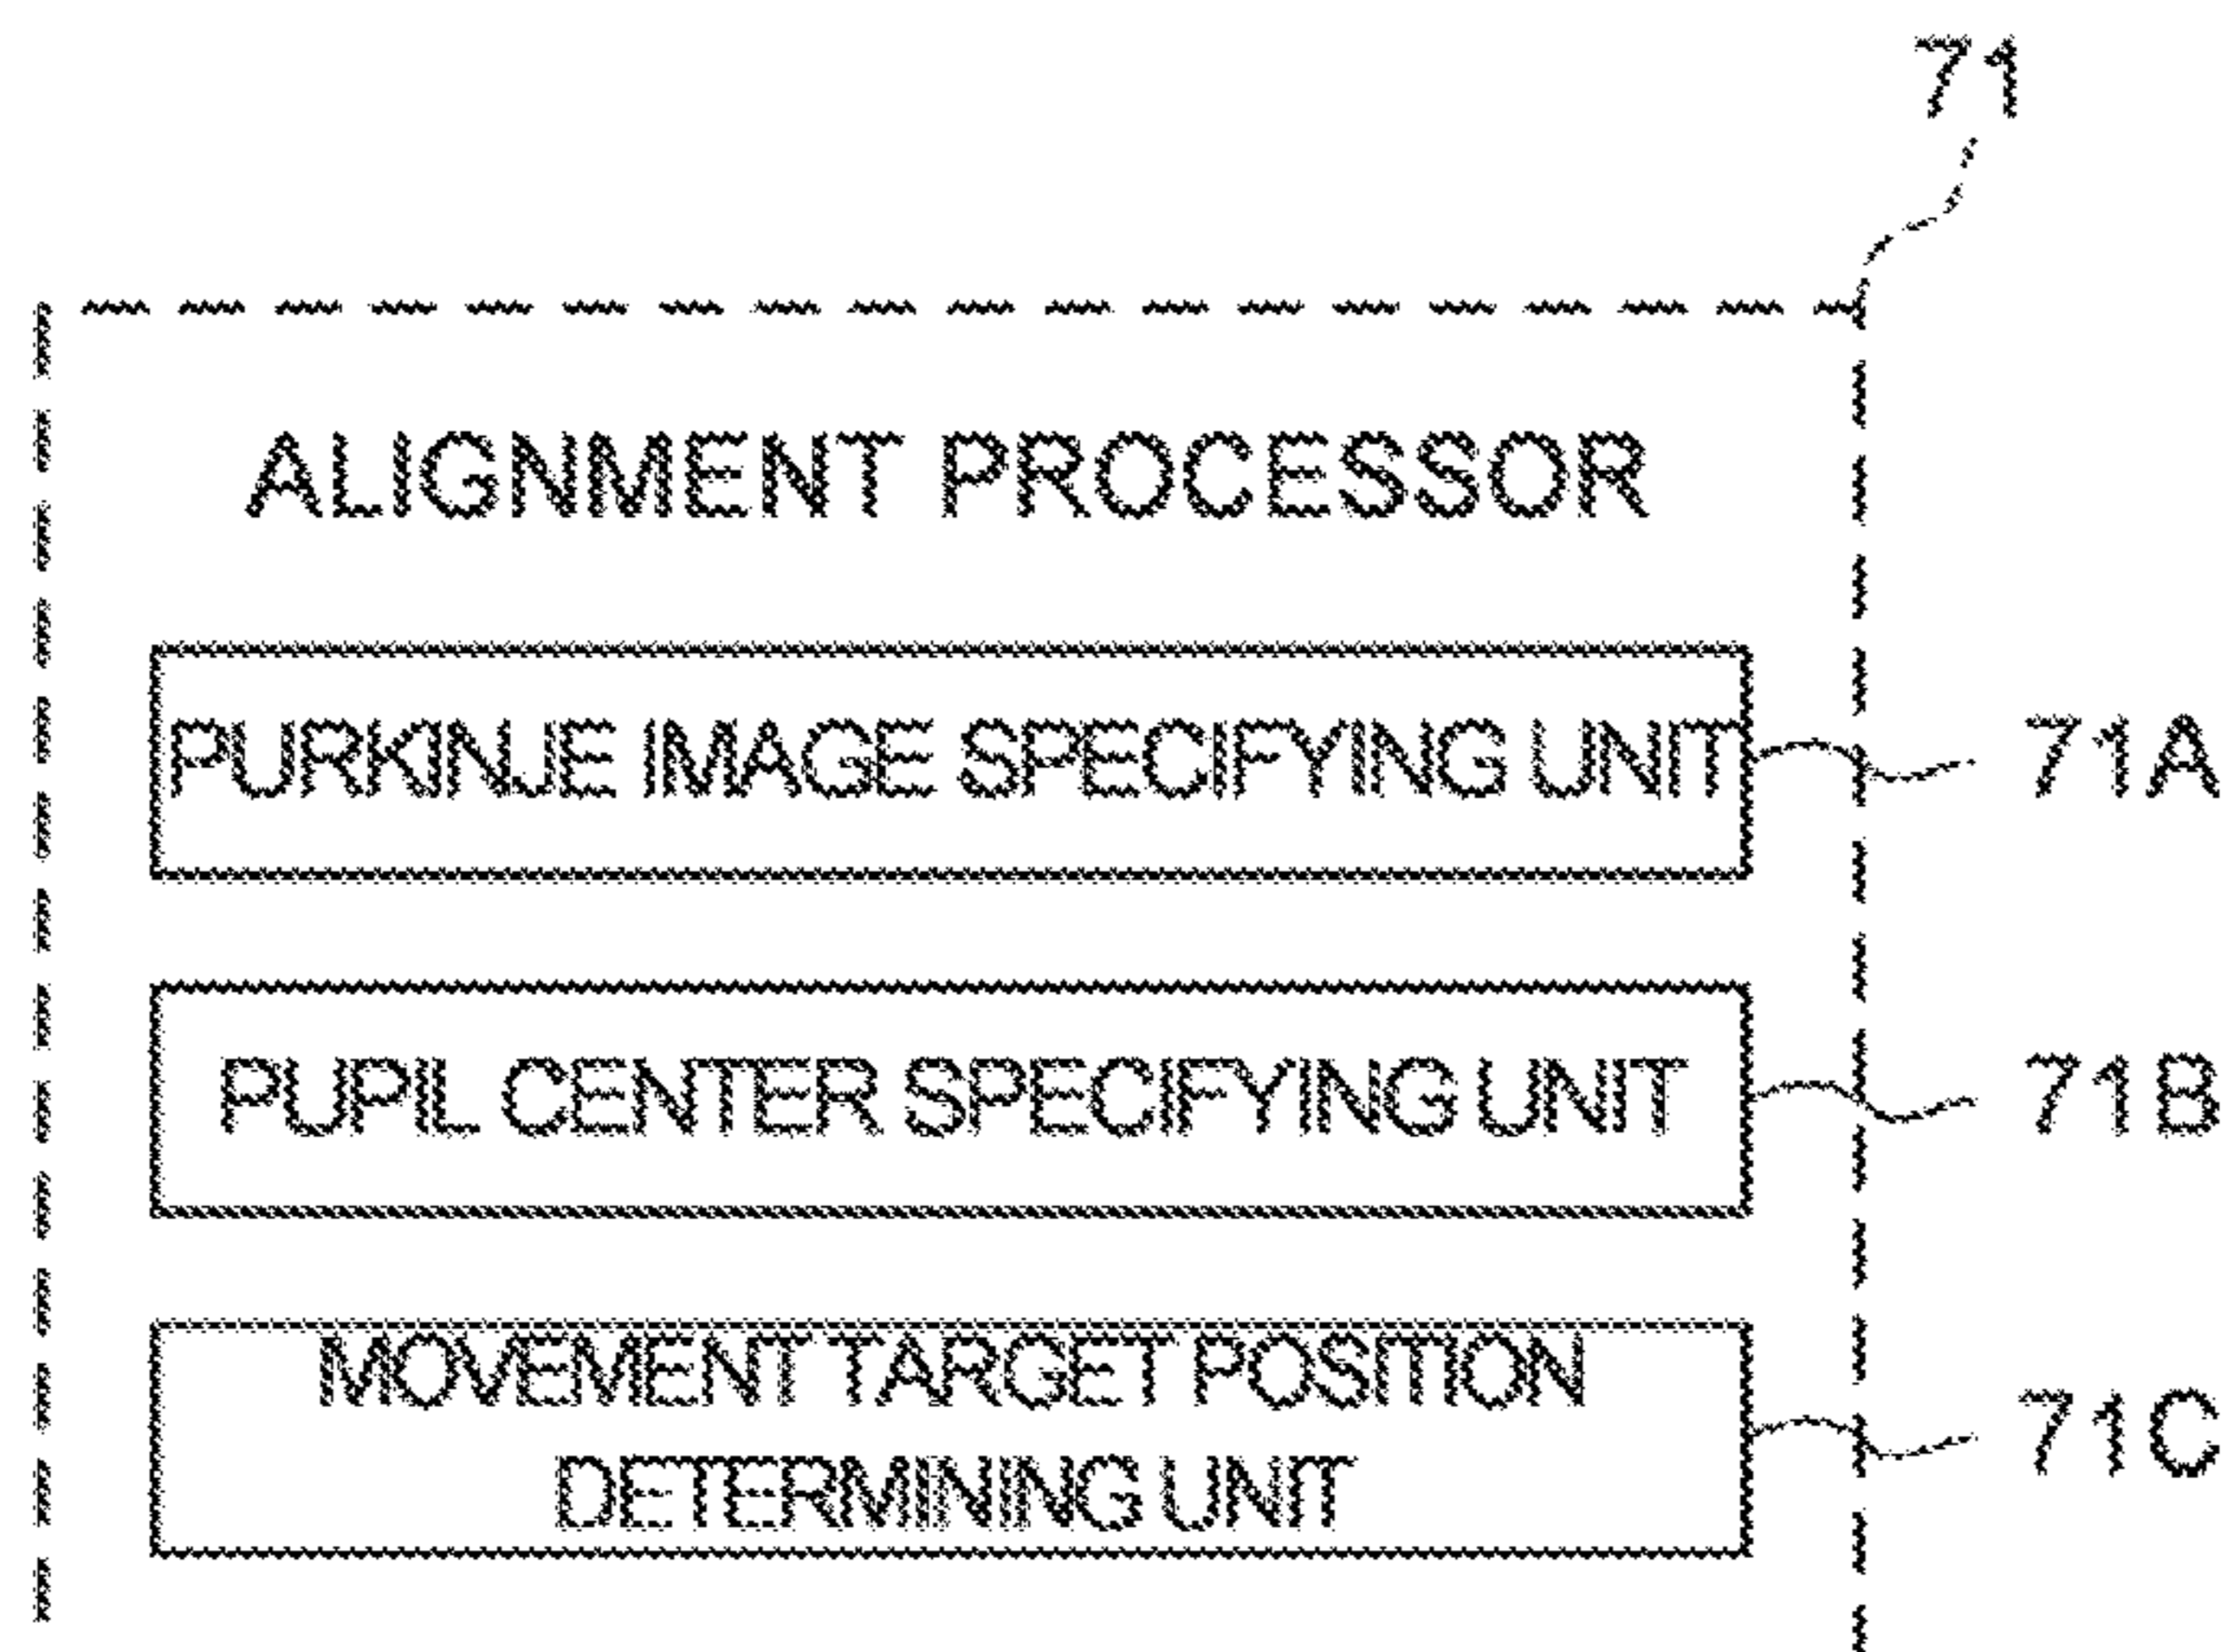 71
ALIGNMENT PROCESSOR
PURKINJE IMAGE SPECIFYING UNIT
71A
PUPIL CENTER SPECIFYING UNIT
71B
MOVEMENT TARGET POSITION
DETERMINING UNIT
71C